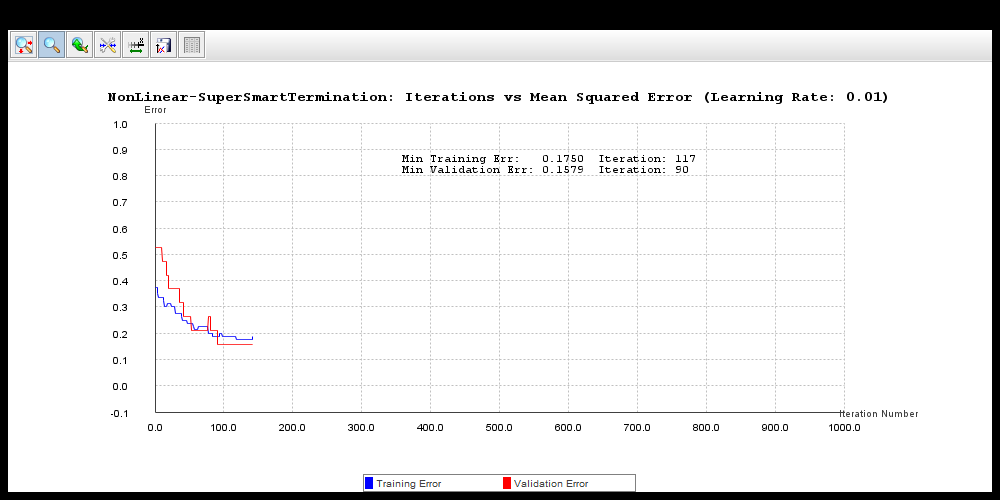 NonLinear-SuperSmartTermination: Iterations vs Mean Squared Error (Learning Rate: 0.01)
Error
1.0
0.9
0.8
0.7
0.6
0.5
0.4
0.3
0.2
0.1
0.0
-0.1
Min Training Err: 0.1750 Iteration: 117
Min Validation Err: 0.1579 Iteration: 90
Iteration Number
0.0 100.0 200.0 300.0 400.0 500.0 600.0 700.0 800.0 900.0 1000.0
Training Error Validation Error